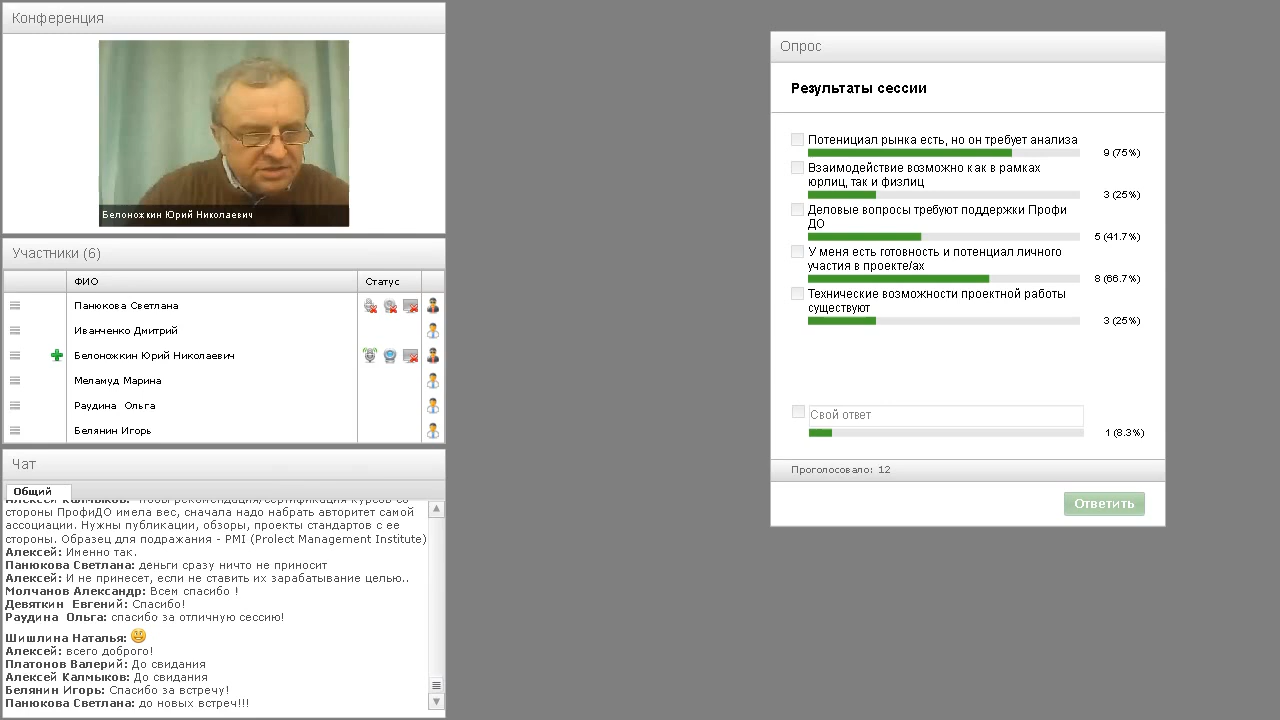 Конференция
Белоножкин Юрий Николаевич
Участники (6)
ФИО
Статус
Панюкова Светлана
Иванченко Дмитрий
Белоножкин Юрий Николаевич
Меламуд Марина
Раудина Ольга
Белянин Игорь
Чат
Общий
Алексей Калмыков: Чтобы рекомендация/сертификация курсов со
стороны ПрофиДО имела вес, сначала надо набрать авторитет самой
ассоциации. Нужны публикации, обзоры, проекты стандартов с ее
стороны. Образец для подражания - PMI (Prolect Management Institute)
Алексей: Именно так.
Панюкова Светлана: деньги сразу ничто не приносит
Алексей: И не принесет, если не ставить их зарабатывание целью..
Молчанов Александр: Всем спасибо !
Девяткин Евгений: Спасибо!
Раудина Ольга: спасибо за отличную сессию!
Шишлина Наталья:
Алексей: всего доброго!
Платонов Валерий: До свидания
Алексей Калмыков: До свидания
Белянин Игорь: Спасибо за встречу!
Панюкова Светлана: до новых встреч!!!
Опрос
Результаты сессии
Потенициал рынка есть, но он требует анализа
9 (75%)
Взаимодействие возможно как в рамках
юрлиц, так и физлиц
3 (25%)
Деловые вопросы требуют поддержки Профи
ДО
5 (41.7%)
У меня есть готовность и потенциал личного
участия в проекте/ах
8 (66.7%)
Технические возможности проектной работы
существуют
3 (25%)
Свой ответ
1 (8.3%)
Проголосовало: 12
Ответить